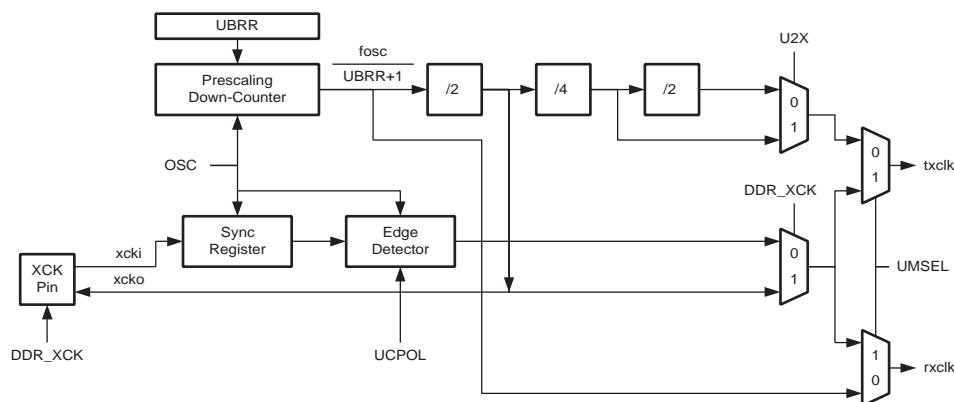 UBRR
fosc
UBRR+1
U2X
Prescaling
Down-Counter
/2
/4
/2
0
1
OSC
0
1
txclk
DDR_XCK
Sync
Register
Edge
Detector
xcki
0
1
XCK
Pin
xcko
UMSEL
DDR_XCK
UCPOL
1
0
rxclk